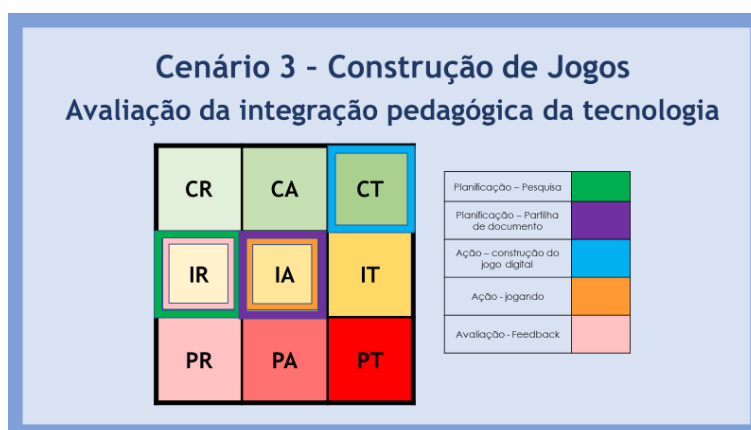 Cenário 3 – Construção de Jogos
Avaliação da integração pedagógica da tecnologia
CR CA CT
IR IA IT
PR PA PT
Planificação – Pesquisa
Planificação – Partilha
de documento
Ação – construção do
jogo digital
Ação - jogando
Avaliação - Feedback